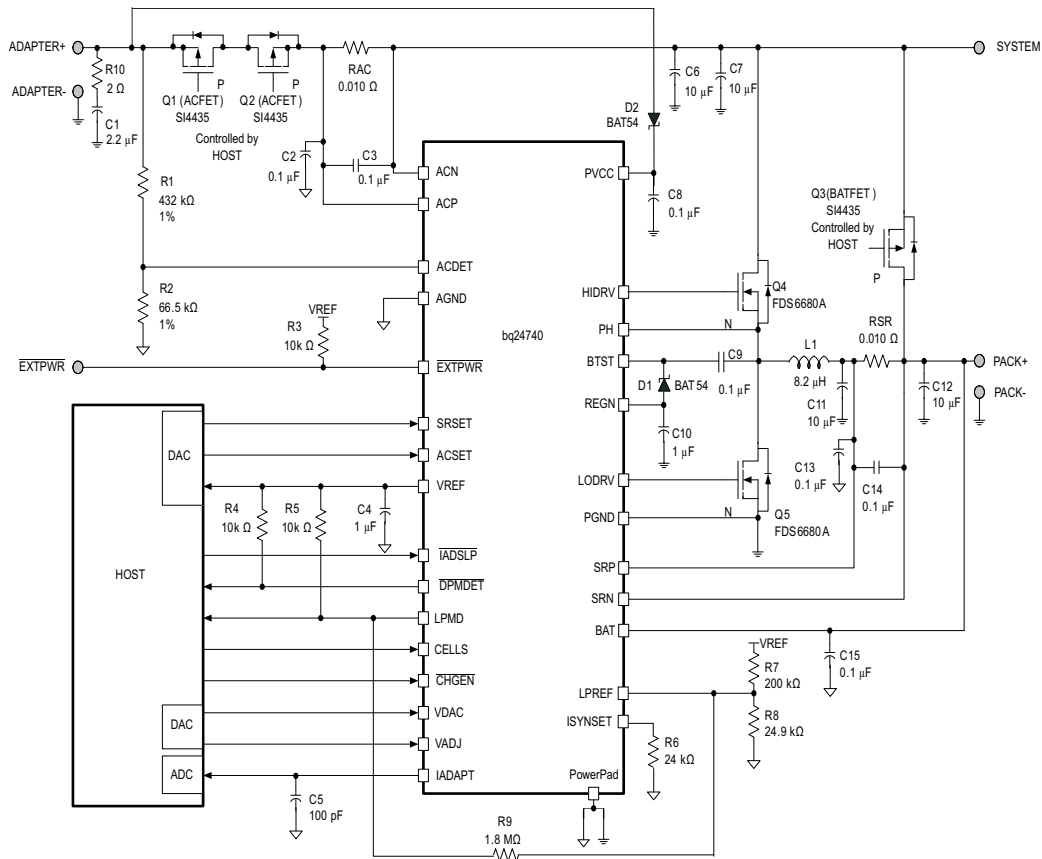 ADAPTER+
ADAPTER-
R10
2 Ω
C1
2.2 µF
P
Q1 (ACFET)
SI4435
P
Q2 (ACFET)
SI4435
Controlled by
HOST
RAC
0.010 Ω
C2
0.1 µF
C3
0.1 µF
C6
10 µF
C7
10 µF
SYSTEM
D2
BAT54
C8
0.1 µF
R1
432 kΩ
1%
R2
66.5 kΩ
1%
VREF
R3
10k Ω
EXTPWR
Q3(BATFET)
SI4435
Controlled by
HOST
P
bq24740
ACN
ACP
ACDET
AGND
EXTPWR
SRSET
ACSET
VREF
IADSLP
DPMDET
LPMD
CELLS
CHGEN
VDAC
VADJ
IADAPT
PVCC
HIDRV
PH
BTST
REGN
LODRV
PGND
SRP
SRN
BAT
LPREF
ISYNSET
PowerPad
Q4
FDS6680A
N
C9
0.1 µF
D1
BAT54
C10
1 µF
L1
8.2 µH
RSR
0.010 Ω
C11
10 µF
C12
10 µF
PACK+
PACK-
C13
0.1 µF
C14
0.1 µF
N
Q5
FDS6680A
C15
0.1 µF
VREF
R7
200 kΩ
R8
24.9 kΩ
R6
24 kΩ
HOST
DAC
DAC
ADC
R4
10k Ω
R5
10k Ω
C4
1 µF
C5
100 pF
R9
1.8 MΩ